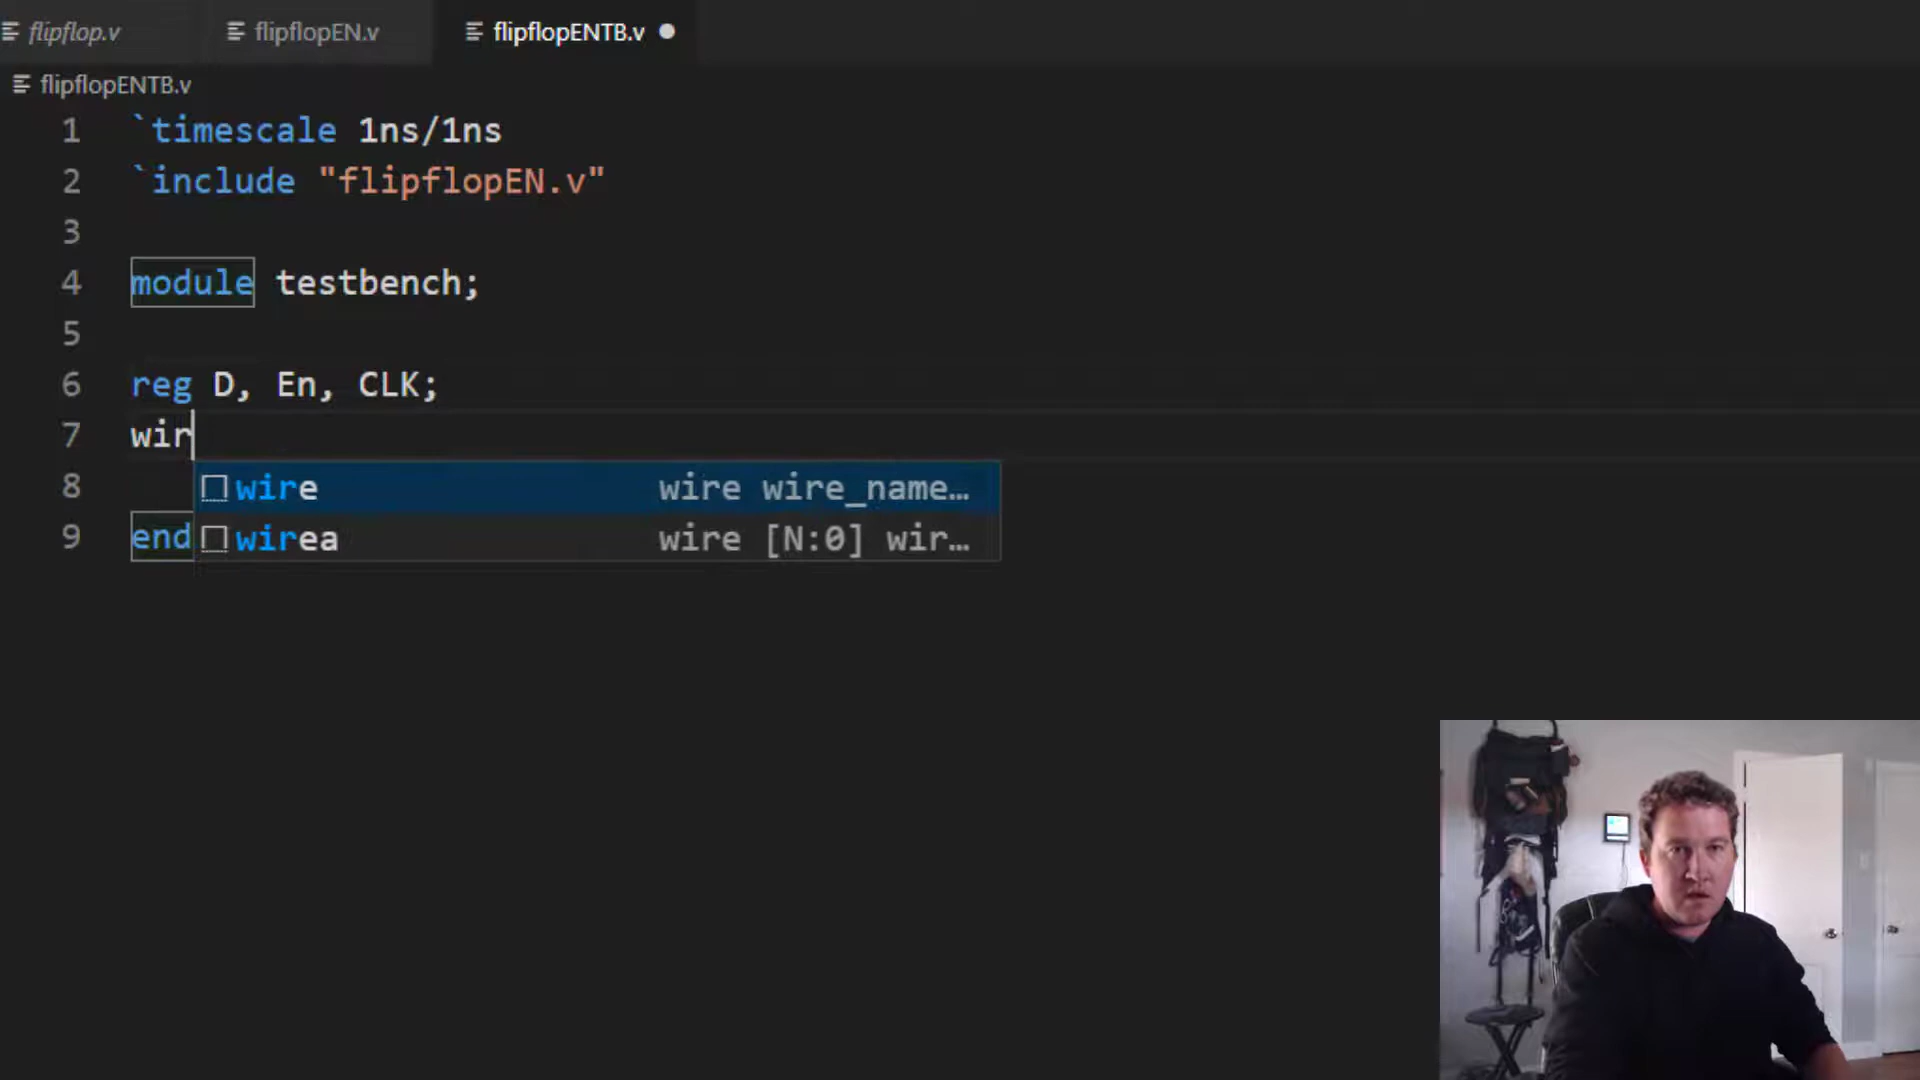 flipflop.v flipflopEN.v flipflopENTB.v
flipflopENTB.v
1 `timescale 1ns/1ns
2 `include "flipflopEN.v"
3
4 module testbench;
5
6 reg D, En, CLK;
7 wir
8 wire wire wire_name…
9 end wirea wire [N:0] wir…